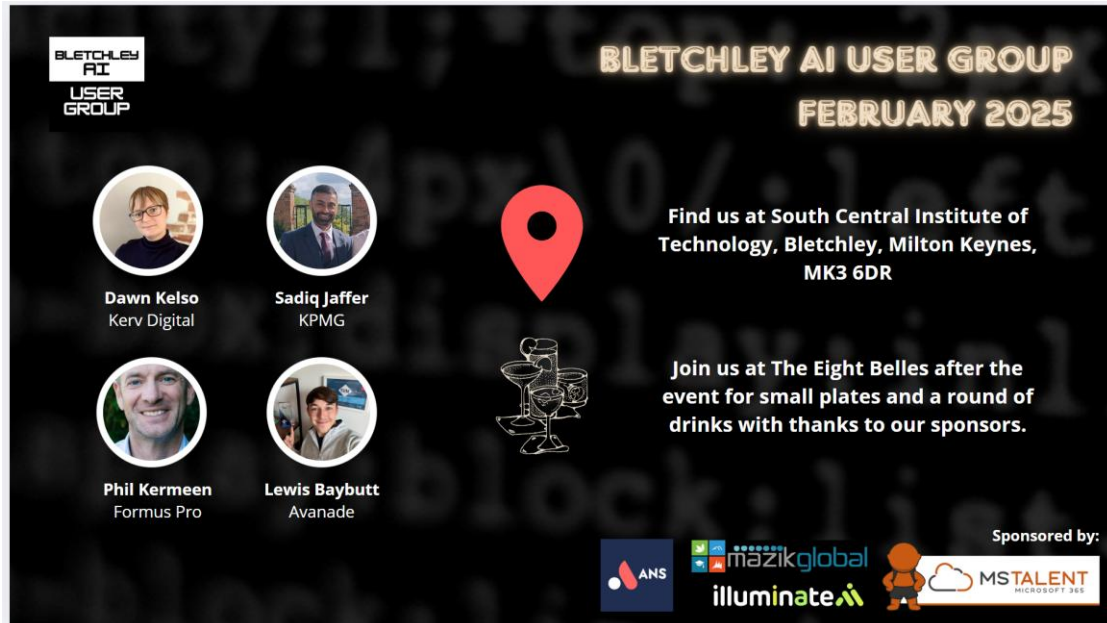 BLETCHLEY
AI
USER
GROUP
BLETCHLEY AI USER GROUP
FEBRUARY 2025
Dawn Kelso
Kerv Digital
Sadiq Jaffer
KPMG
Phil Kermeen
Formus Pro
Lewis Baybutt
Avanade
Find us at South Central Institute of
Technology, Bletchley, Milton Keynes,
MK3 6DR
Join us at The Eight Belles after the
event for small plates and a round of
drinks with thanks to our sponsors.
Sponsored by:
ANS
mazikglobal
illuminate
MSTALENT
MICROSOFT 365